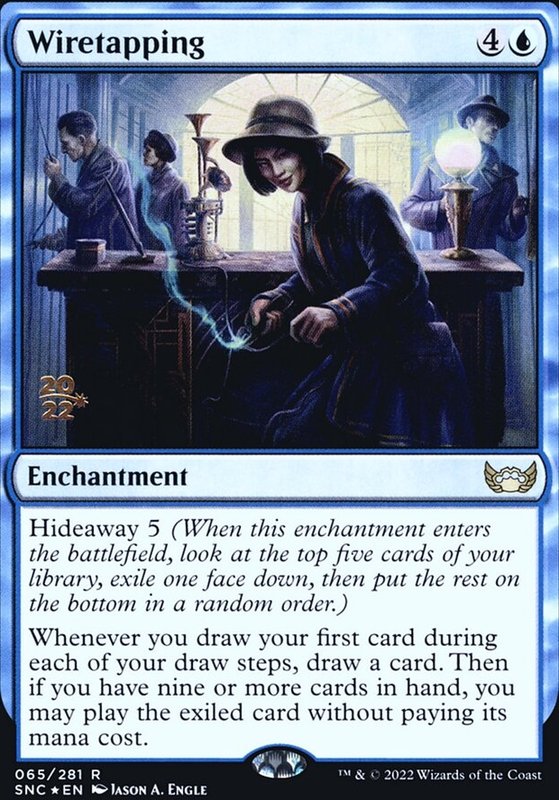 Wiretapping 4
20
22
Enchantment
Hideaway 5 (When this enchantment enters
the battlefield, look at the top five cards of your
library, exile one face down, then put the rest on
the bottom in a random order.)
Whenever you draw your first card during
each of your draw steps, draw a card. Then
if you have nine or more cards in hand, you
may play the exiled card without paying its
mana cost.
065/281 R
SNC ★ EN Jason A. Engle
™ & © 2022 Wizards of the Coast